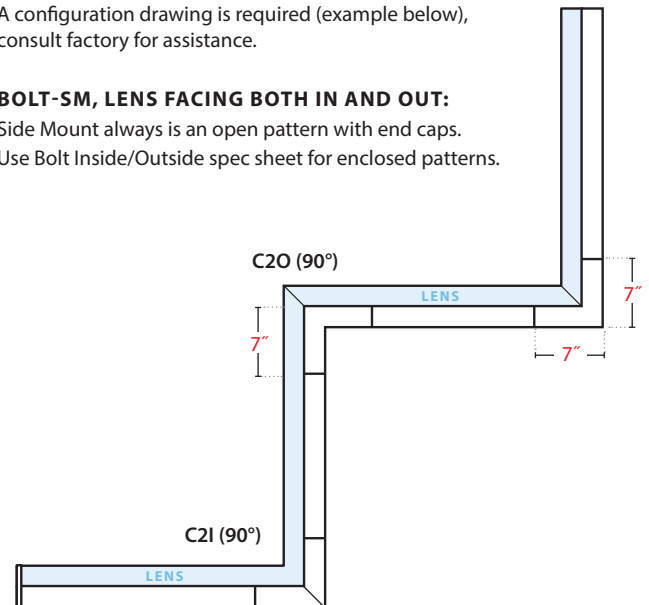 A configuration drawing is required (example below),
consult factory for assistance.
BOLT-SM, LENS FACING BOTH IN AND OUT:
Side Mount always is an open pattern with end caps.
Use Bolt Inside/Outside spec sheet for enclosed patterns.
C2O (90°)
LENS
7″
7″
7″
C2I (90°)
LENS